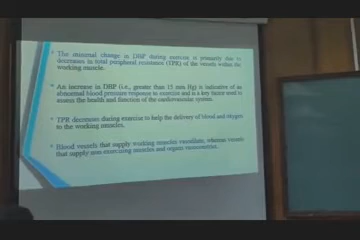 The minimal change in DBP during exercise is primarily due to
decreases in total peripheral resistance (TPR) of the vessels within the
working muscle.
An increase in DBP (i.e., greater than 15 mm Hg) is indicative of an
abnormal blood pressure response to exercise and is a key factor used to
assess the health and function of the cardiovascular system.
TPR decreases during exercise to help the delivery of blood and oxygen
to the working muscles.
Blood vessels that supply working muscles vasodilate, whereas vessels
that supply non exercising muscles and organs vasoconstrict.